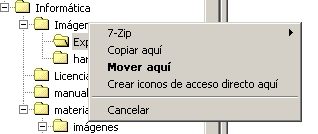 Informática
Imágen
7-Zip
Exp
Copiar aquí
har
Mover aquí
Licencia
Crear iconos de acceso directo aquí
manual
materia
Cancelar
imágenes